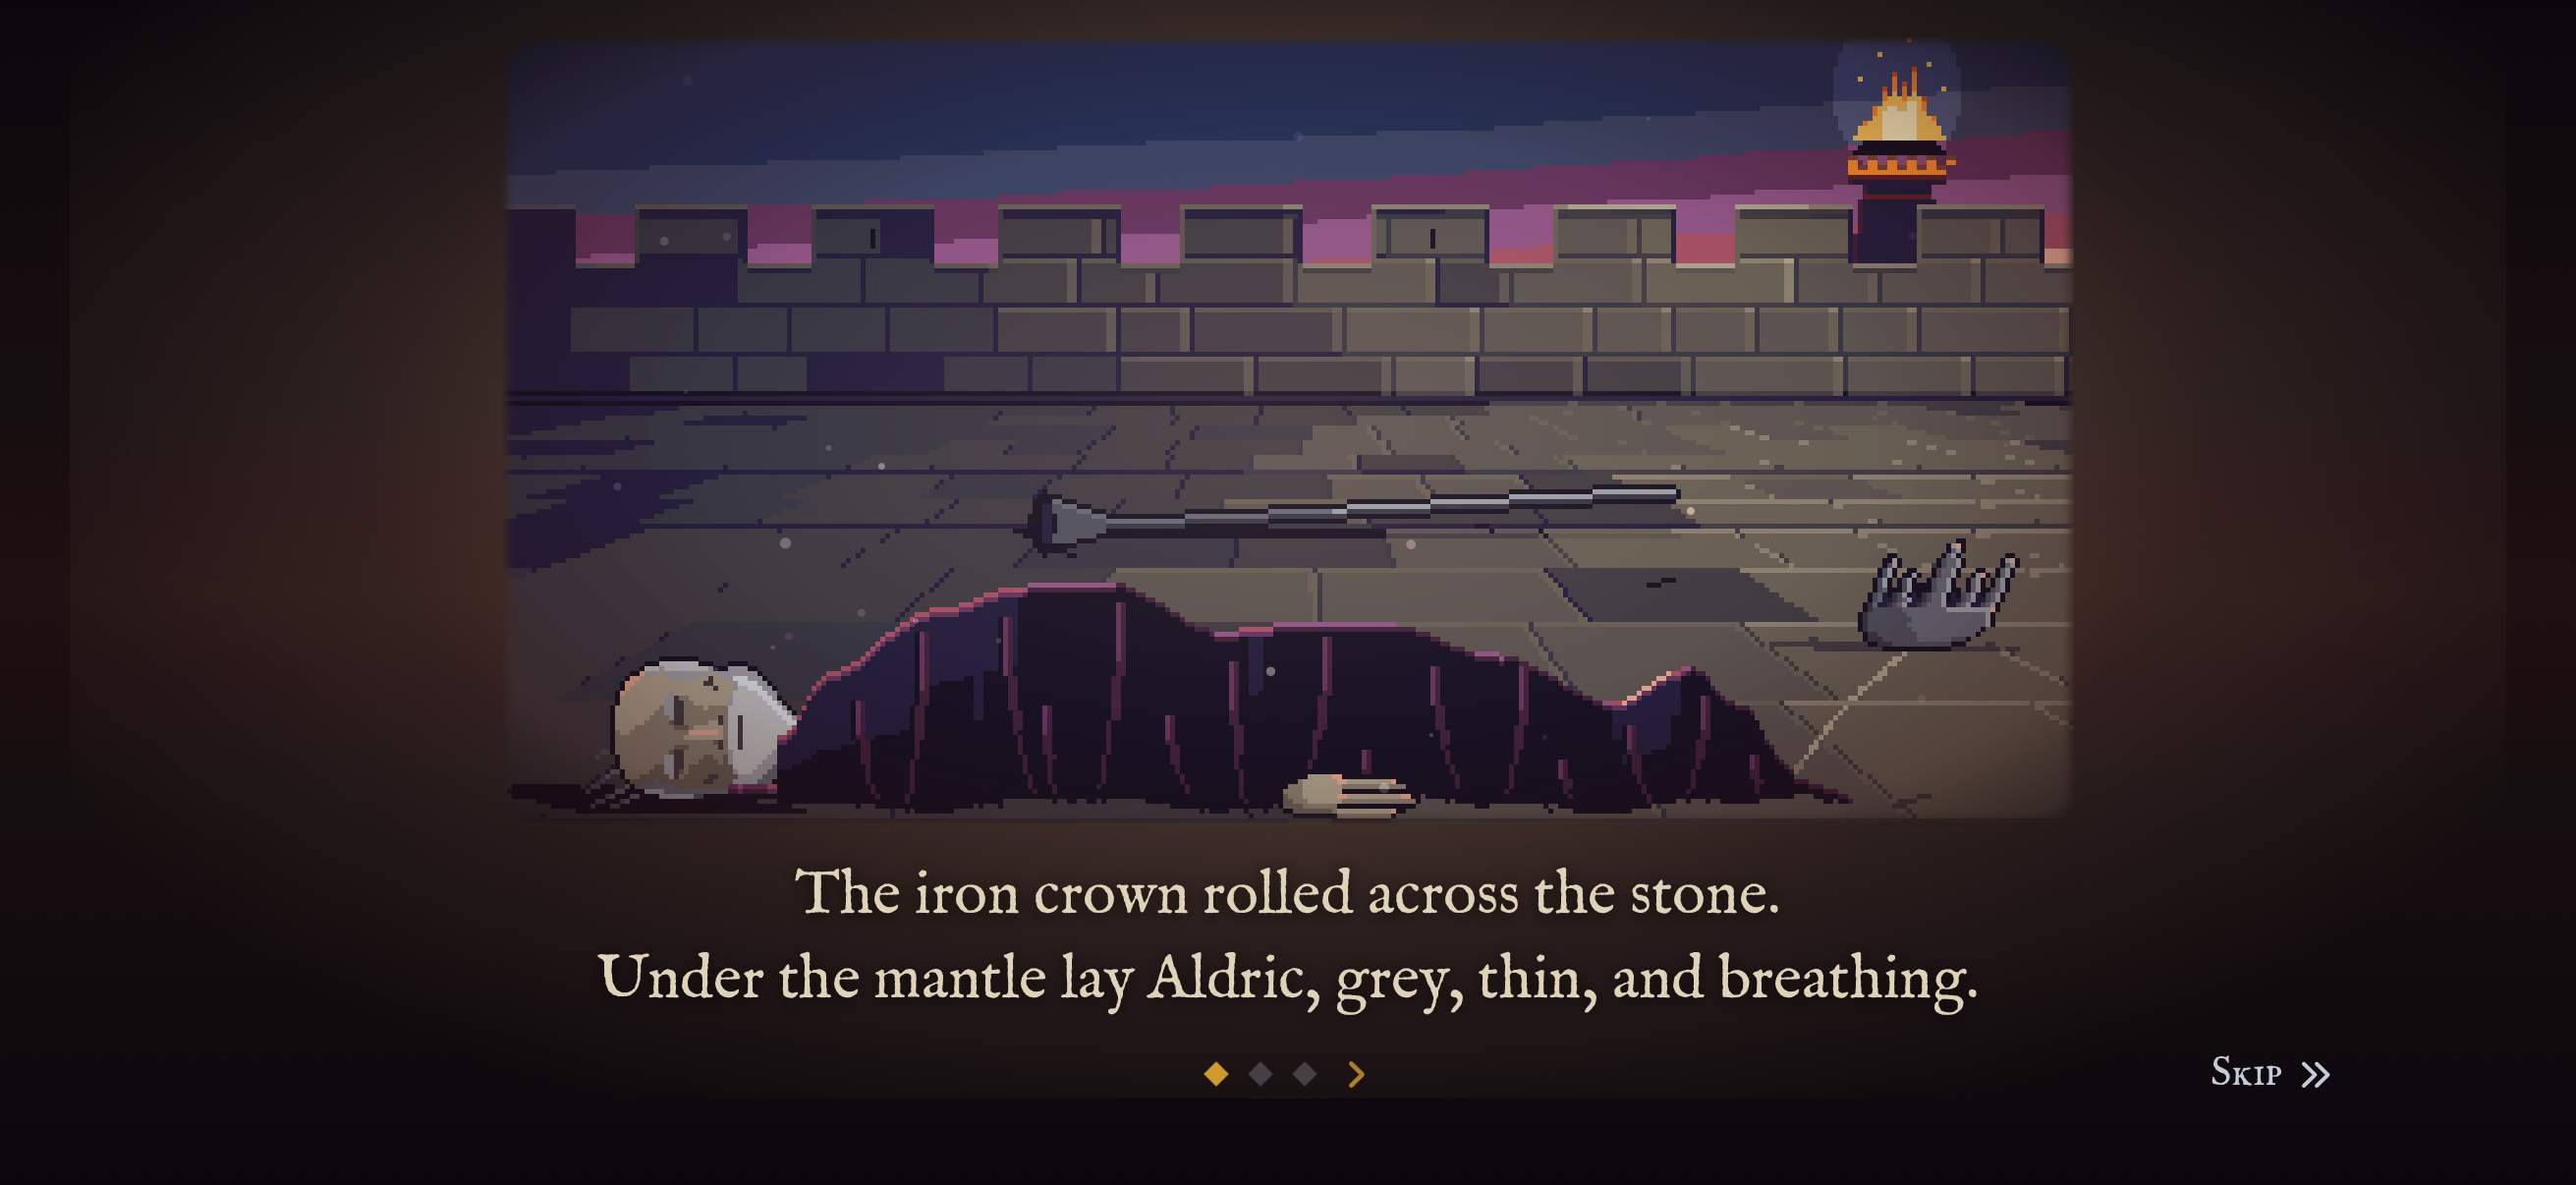 The iron crown rolled across the stone.
Under the mantle lay Aldric, grey, thin, and breathing.
Skip